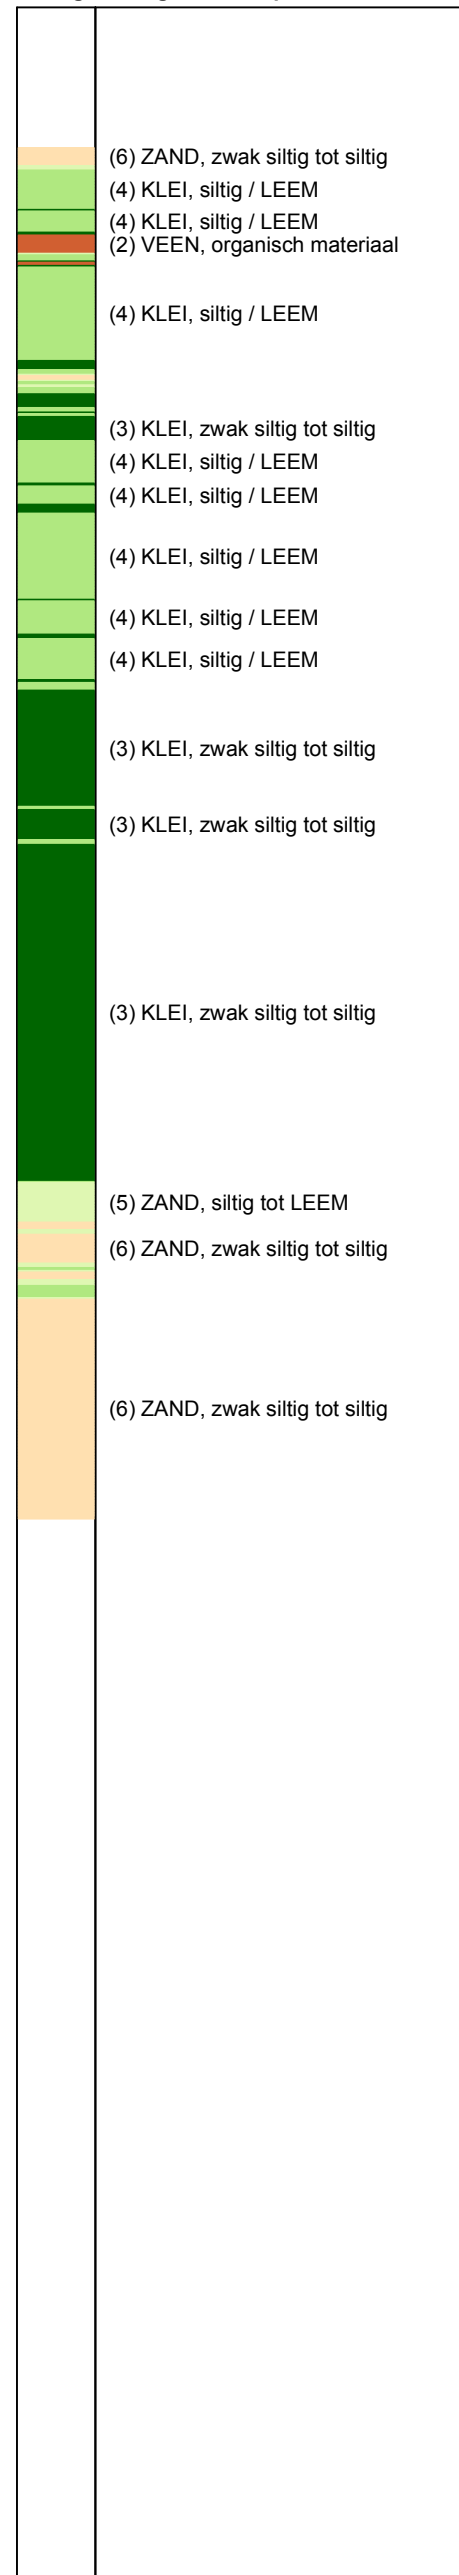 (6) ZAND, zwak siltig tot siltig
(4) KLEI, siltig / LEEM
(4) KLEI, siltig / LEEM
(2) VEEN, organisch materiaal
(4) KLEI, siltig / LEEM
(3) KLEI, zwak siltig tot siltig
(4) KLEI, siltig / LEEM
(4) KLEI, siltig / LEEM
(4) KLEI, siltig / LEEM
(4) KLEI, siltig / LEEM
(4) KLEI, siltig / LEEM
(3) KLEI, zwak siltig tot siltig
(3) KLEI, zwak siltig tot siltig
(3) KLEI, zwak siltig tot siltig
(5) ZAND, siltig tot LEEM
(6) ZAND, zwak siltig tot siltig
(6) ZAND, zwak siltig tot siltig